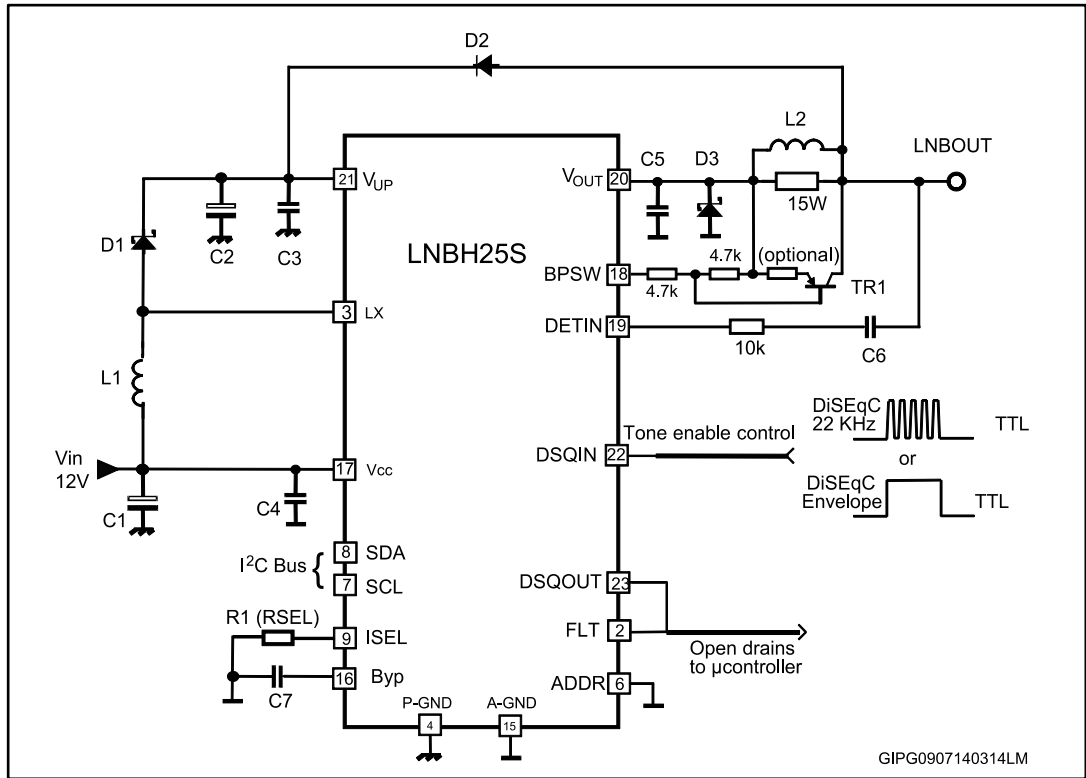 D2
L2
LNBOUT
C5
D3
21
VUP
VOUT
20
15W
D1
C2
C3
LNBH25S
4.7k
(optional)
BPSW
18
4.7k
TR1
3
LX
DETIN
19
10k
C6
L1
DiSEqC
22 KHz
TTL
Tone enable control
or
Vin
12V
17
Vcc
DSQIN
22
DiSEqC
Envelope
TTL
C1
C4
8
SDA
I2C Bus {
7
SCL
DSQOUT
23
R1 (RSEL)
9
ISEL
FLT
2
Open drains
to µcontroller
16
Byp
ADDR
6
C7
P-GND
A-GND
4
15
GIPG0907140314LM